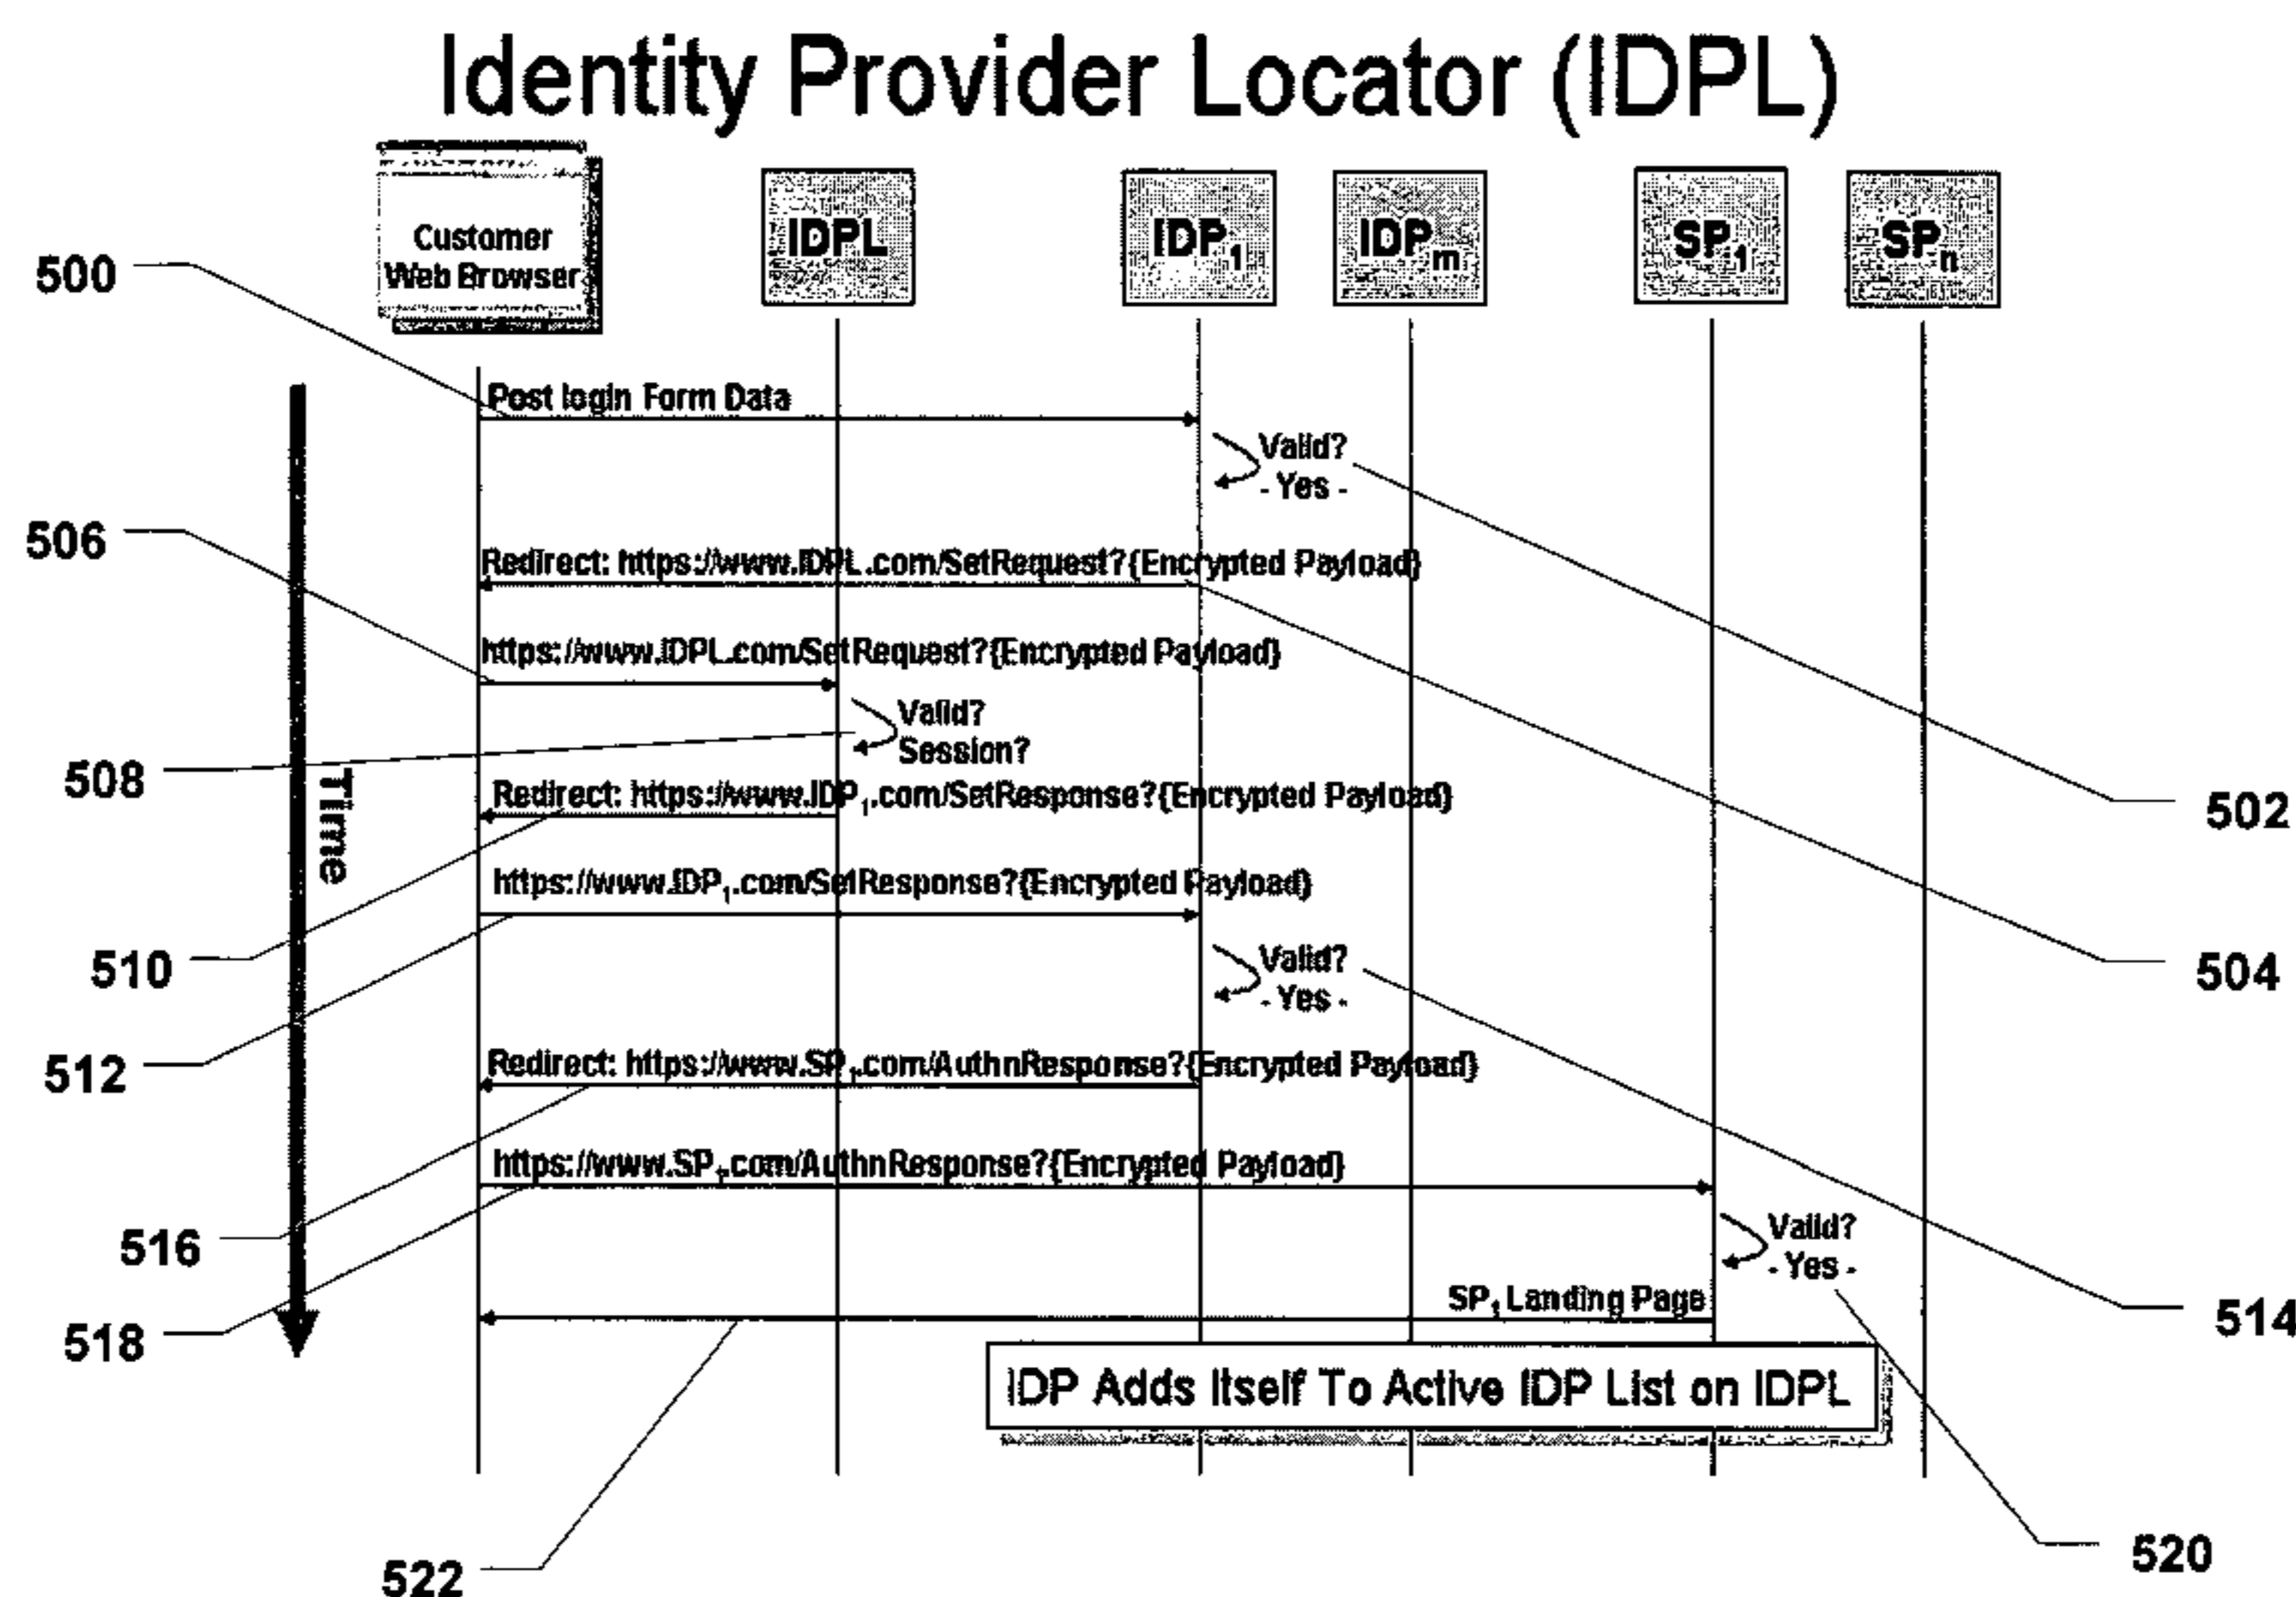 Identity Provider Locator (IDPL)
Customer
Web Browser
IDPL
IDP1
IDPm
SP1
SPn
500
Post login Form Data
Valid?
- Yes -
506
Redirect: https://www.IDPL.com/SetRequest?{Encrypted Payload}
https://www.IDPL.com/SetRequest?{Encrypted Payload}
Valid?
Session?
508
Time
Redirect: https://www.IDP1.com/SetResponse?{Encrypted Payload}
502
https://www.IDP1.com/SetResponse?{Encrypted Payload}
510
Valid?
- Yes -
504
512
Redirect: https://www.SP1.com/AuthnResponse?{Encrypted Payload}
https://www.SP1.com/AuthnResponse?{Encrypted Payload}
516
Valid?
- Yes -
SP1 Landing Page
514
518
IDP Adds Itself To Active IDP List on IDPL
520
522